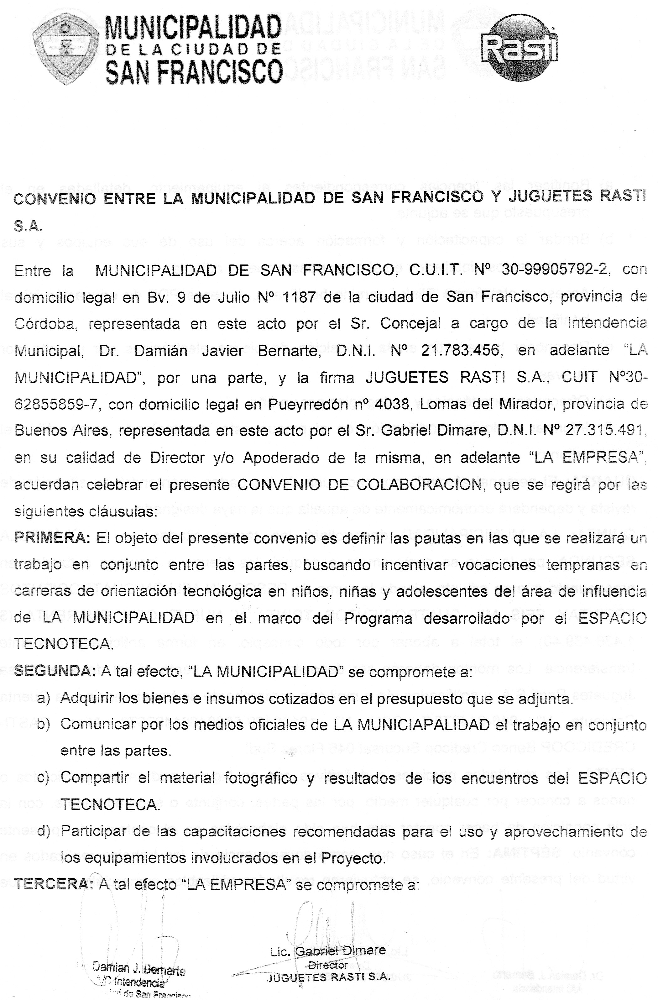 MUNICIPALIDAD
DE LA CIUDAD DE
SAN FRANCISCO
Rasti
CONVENIO ENTRE LA MUNICIPALIDAD DE SAN FRANCISCO Y JUGUETES RASTI
S.A.
Entre la MUNICIPALIDAD DE SAN FRANCISCO, C.U.I.T. Nº 30-99905792-2, con
domicilio legal en Bv. 9 de Julio Nº 1187 de la ciudad de San Francisco, provincia de
Córdoba, representada en este acto por el Sr. Concejal a cargo de la Intendencia
Municipal, Dr. Damián Javier Bernarte, D.N.I. Nº 21.783.456, en adelante “LA
MUNICIPALIDAD”, por una parte, y la firma JUGUETES RASTI S.A., CUIT Nº30-
62855859-7, con domicilio legal en Pueyrredón nº 4038, Lomas del Mirador, provincia de
Buenos Aires, representada en este acto por el Sr. Gabriel Dimare, D.N.I. Nº 27.315.491,
en su calidad de Director y/o Apoderado de la misma, en adelante “LA EMPRESA”,
acuerdan celebrar el presente CONVENIO DE COLABORACION, que se regirá por las
siguientes cláusulas:
PRIMERA: El objeto del presente convenio es definir las pautas en las que se realizará un
trabajo en conjunto entre las partes, buscando incentivar vocaciones tempranas en
carreras de orientación tecnológica en niños, niñas y adolescentes del área de influencia
de LA MUNICIPALIDAD en el marco del Programa desarrollado por el ESPACIO
TECNOTECA.
SEGUNDA: A tal efecto, “LA MUNICIPALIDAD” se compromete a:
a) Adquirir los bienes e insumos cotizados en el presupuesto que se adjunta.
b) Comunicar por los medios oficiales de LA MUNICIAPALIDAD el trabajo en conjunto
entre las partes.
c) Compartir el material fotográfico y resultados de los encuentros del ESPACIO
TECNOTECA.
d) Participar de las capacitaciones recomendadas para el uso y aprovechamiento de
los equipamientos involucrados en el Proyecto.
TERCERA: A tal efecto “LA EMPRESA” se compromete a:
Lic. Gabriel Dimare
Director
JUGUETES RASTI S.A.
Damian J. Bernarte
A/C Intendencia
de San Francisco